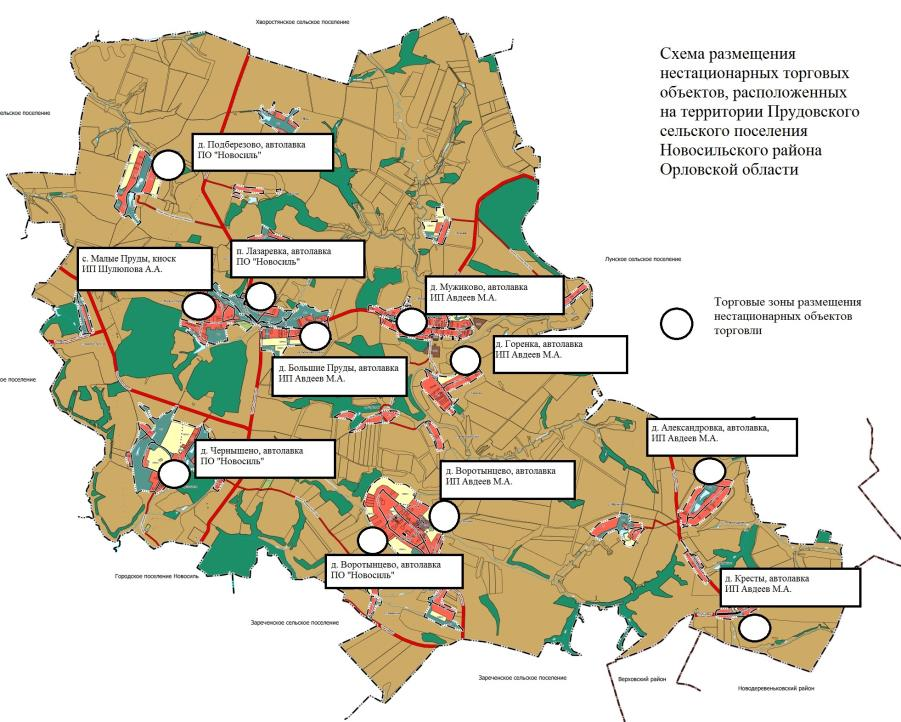 Хворостянское сельское поселение
Схема размещения
нестационарных торговых
объектов, расположенных
на территории Прудовского
сельского поселения
Новосильского района
Орловской области
сельское поселение
д. Подберезово, автолавка
ПО "Новосиль"
п. Лазаревка, автолавка
ПО "Новосиль"
с. Малые Пруды, киоск
ИП Шулюпова А.А.
Лунское сельское поселение
д. Мужиково, автолавка
ИП Авдеев М.А.
Торговые зоны размещения
нестационарных объектов
торговли
д. Горенка, автолавка
ИП Авдеев М.А.
д. Большие Пруды, автолавка
ИП Авдеев М.А.
ое поселение
д. Александровка, автолавка,
ИП Авдеев М.А.
д. Чернышено, автолавка
ПО "Новосиль"
д. Воротынцево, автолавка
ИП Авдеев М.А.
д. Воротынцево, автолавка
ПО "Новосиль"
Городское поселение Новосиль
д. Кресты, автолавка
ИП Авдеев М.А.
Зареченское сельское поселение
Зареченское сельское поселение
Верховский район
Новодеревеньковский район